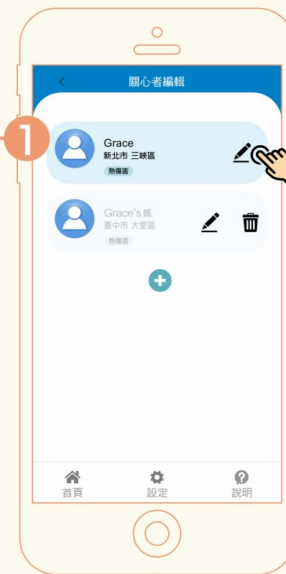 關心者編輯
1
Grace
新北市 三峽區
熱傷害
Grace's 媽
臺中市 大里區
熱傷害
首頁
設定
說明